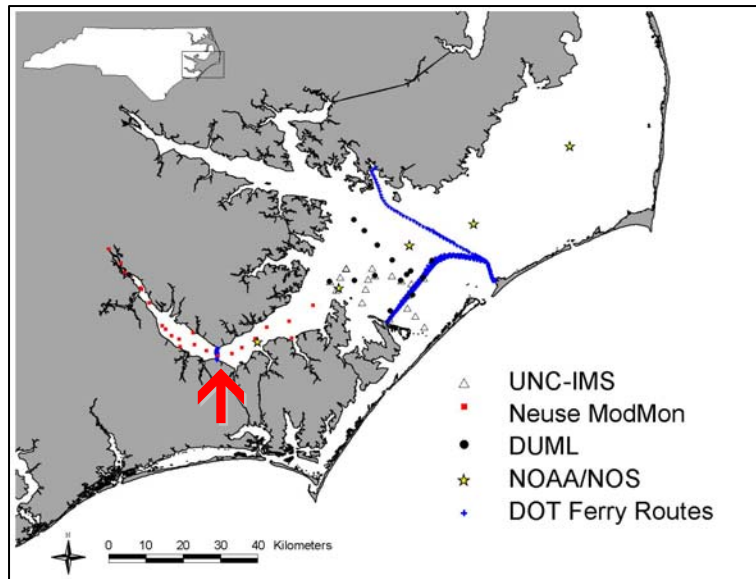 UNC-IMS
Neuse ModMon
DUML
NOAA/NOS
DOT Ferry Routes
0 10 20 30 40 Kilometers